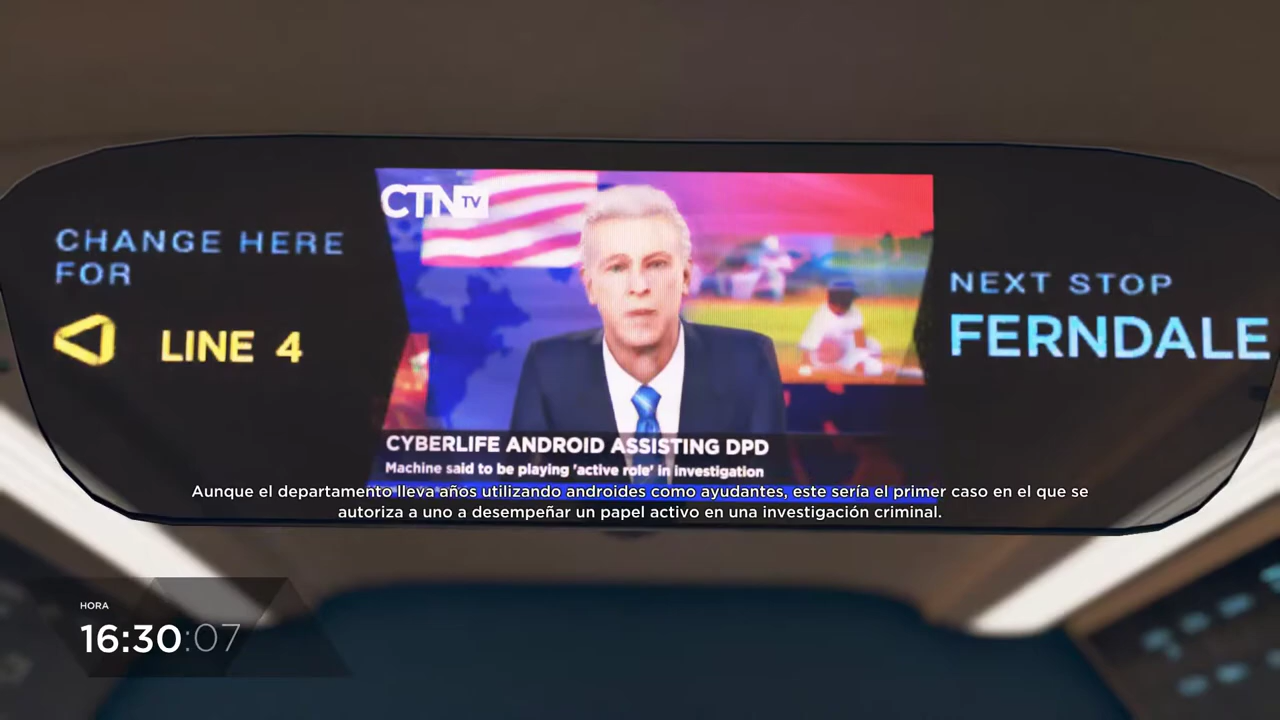 CHANGE HERE
FOR
LINE 4
CTN TV
CYBERLIFE ANDROID ASSISTING DPD
Machine said to be playing 'active role' in investigation
NEXT STOP
FERNDALE
Aunque el departamento lleva años utilizando androides como ayudantes, este sería el primer caso en el que se
autoriza a uno a desempeñar un papel activo en una investigación criminal.
HORA
16:30:07